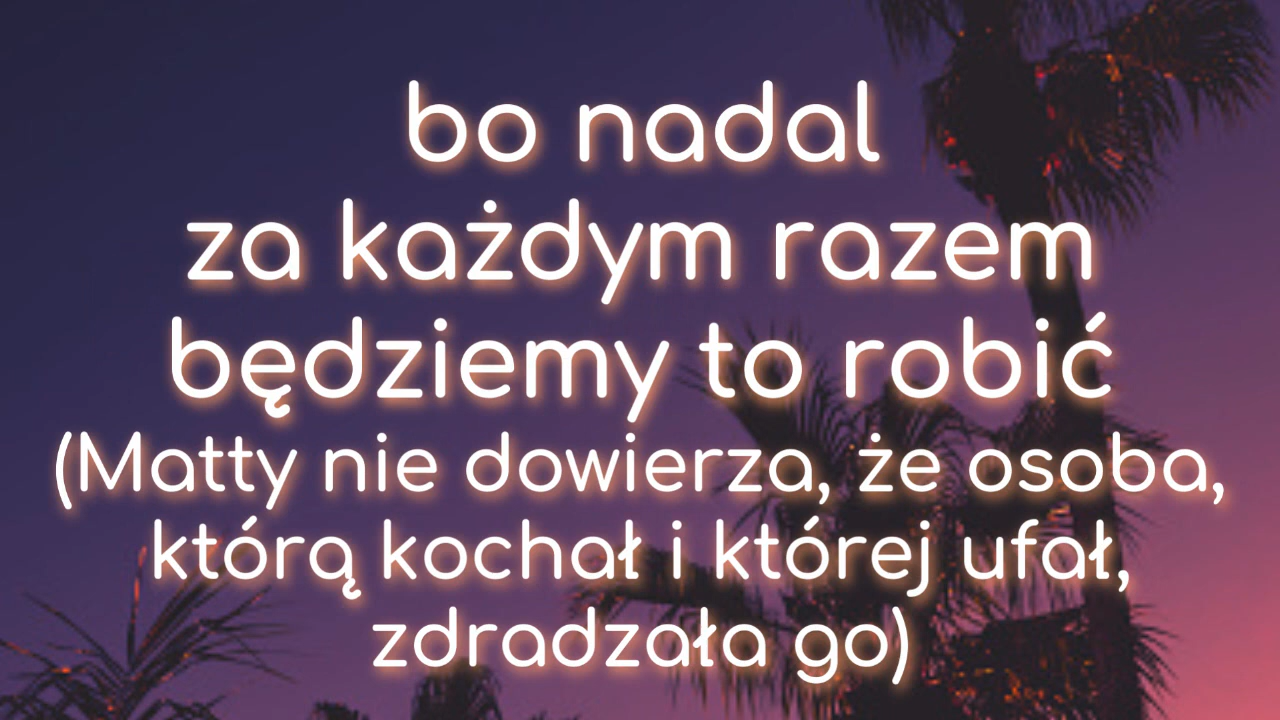 bo nadal
za każdym razem
będziemy to robić
(Matty nie dowierza, że osoba,
którą kochał i której ufał,
zdradzała go)